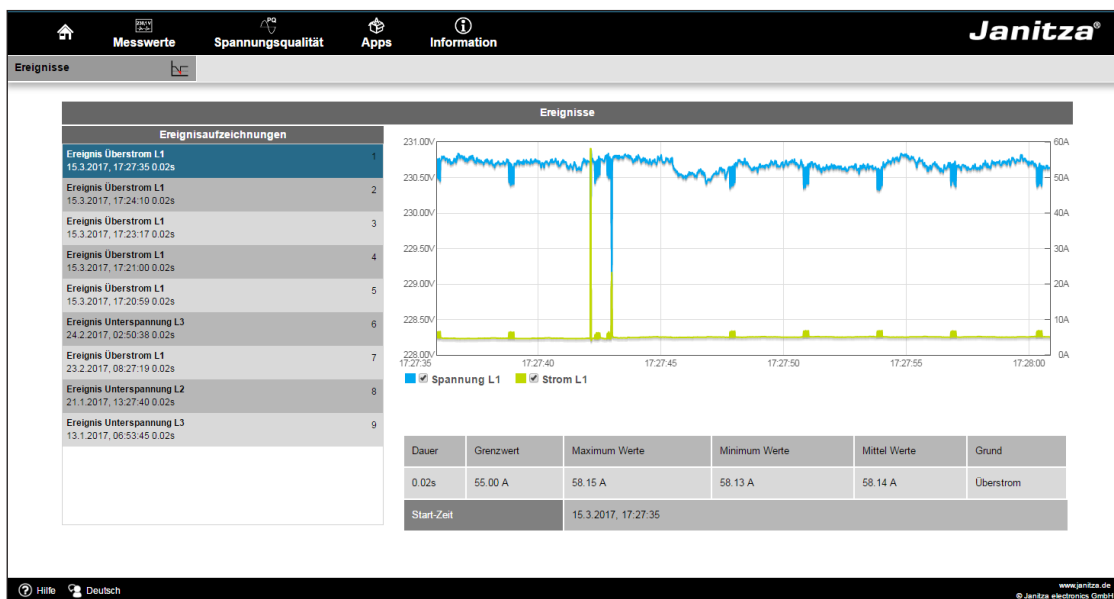 230,1 V
PQ
Messwerte Spannungsqualität Apps Information
Janitza®
Ereignisse
Ereignisse
Ereignisaufzeichnungen
Ereignis Überstrom L1 1
15.3.2017, 17:27:35 0.02s
Ereignis Überstrom L1 2
15.3.2017, 17:24:10 0.02s
Ereignis Überstrom L1 3
15.3.2017, 17:23:17 0.02s
Ereignis Überstrom L1 4
15.3.2017, 17:21:00 0.02s
Ereignis Überstrom L1 5
15.3.2017, 17:20:59 0.02s
Ereignis Unterspannung L3 6
24.2.2017, 02:50:38 0.02s
Ereignis Überstrom L1 7
23.2.2017, 08:27:19 0.02s
Ereignis Unterspannung L2 8
21.1.2017, 13:27:40 0.02s
Ereignis Unterspannung L3 9
13.1.2017, 06:53:45 0.02s
231.00V 60A
230.50V 50A
230.00V 40A
229.50V 30A
229.00V 20A
228.50V 10A
228.00V 0A
17:27:35 17:27:40 17:27:45 17:27:50 17:27:55 17:28:00
Spannung L1 Strom L1
Dauer Grenzwert Maximum Werte Minimum Werte Mittel Werte Grund
0.02s 55.00 A 58.15 A 58.13 A 58.14 A Überstrom
Start-Zeit 15.3.2017, 17:27:35
Hilfe Deutsch
www.janitza.de
© Janitza electronics GmbH